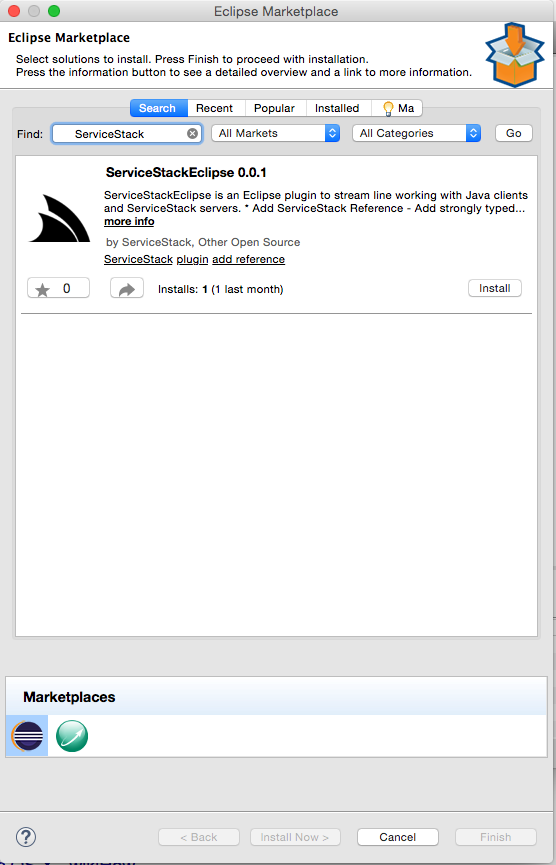 Eclipse Marketplace
Eclipse Marketplace
Select solutions to install. Press Finish to proceed with installation.
Press the information button to see a detailed overview and a link to more information.
Search Recent Popular Installed Ma
Find: ServiceStack All Markets All Categories Go
ServiceStackEclipse 0.0.1
ServiceStackEclipse is an Eclipse plugin to stream line working with Java clients
and ServiceStack servers. * Add ServiceStack Reference - Add strongly typed...
more info
by ServiceStack, Other Open Source
ServiceStack plugin add reference
0 Installs: 1 (1 last month) Install
Marketplaces
? < Back Install Now > Cancel Finish